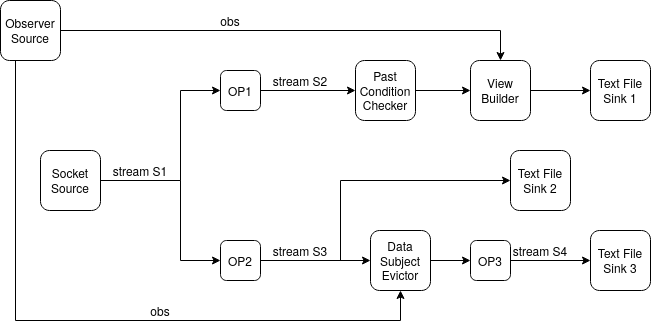 Observer
Source
obs
OP1
stream S2
Past
Condition
Checker
View
Builder
Text File
Sink 1
Socket
Source
stream S1
Text File
Sink 2
OP2
stream S3
Data
Subject
Evictor
OP3
stream S4
Text File
Sink 3
obs